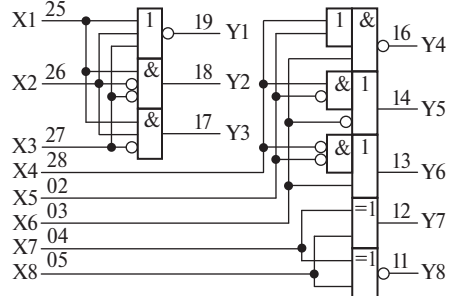 X1 25
X2 26
X3 27
X4 28
X5 02
X6 03
X7 04
X8 05
1
&
&
19 Y1
18 Y2
17 Y3
1 &
& 1
& 1
=1
=1
16 Y4
14 Y5
13 Y6
12 Y7
11 Y8